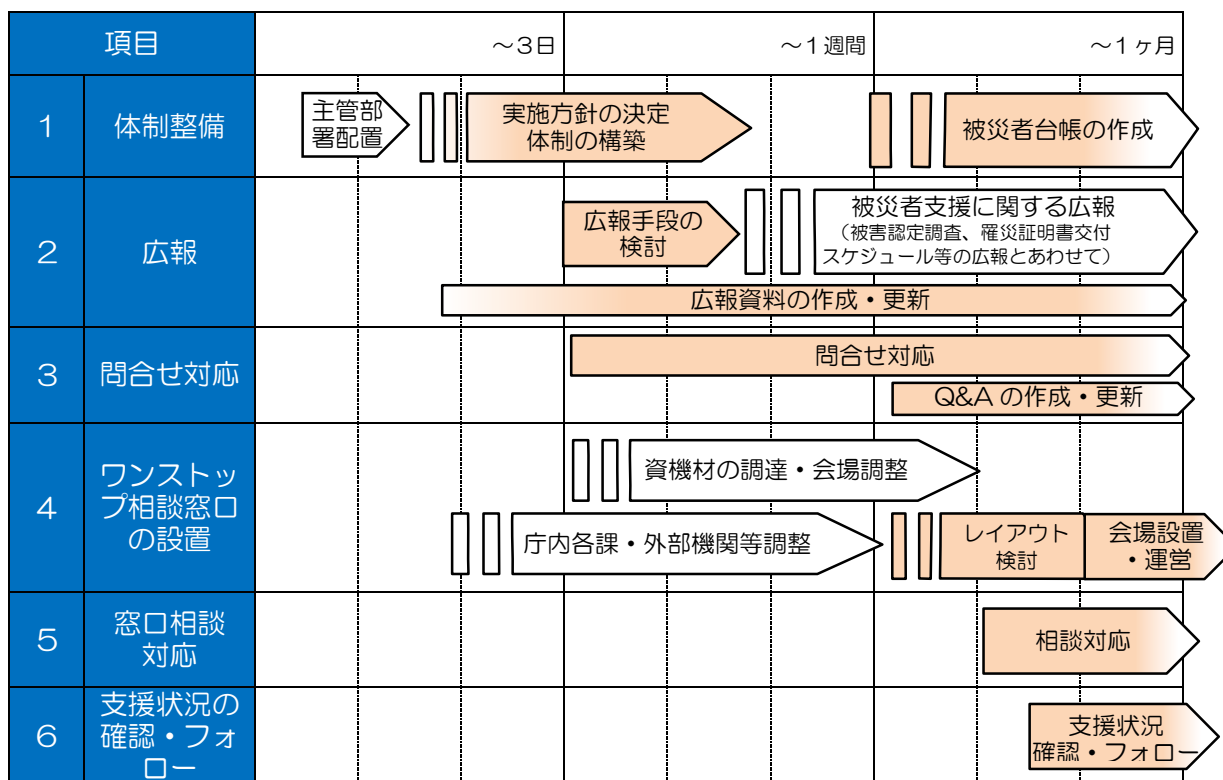 項目
~3日
~1週間
~1ヶ月
1
体制整備
主管部
署配置
実施方針の決定
体制の構築
被災者台帳の作成
2
広報
広報手段の
検討
被災者支援に関する広報
(被害認定調査、罹災証明書交付
スケジュール等の広報とあわせて)
広報資料の作成・更新
3
問合せ対応
問合せ対応
Q&Aの作成・更新
4
ワンストッ
プ相談窓口
の設置
資機材の調達・会場調整
庁内各課・外部機関等調整
レイアウト
検討
会場設置
・運営
5
窓口相談
対応
相談対応
6
支援状況の
確認・フォ
ロー
支援状況
確認・フォロー